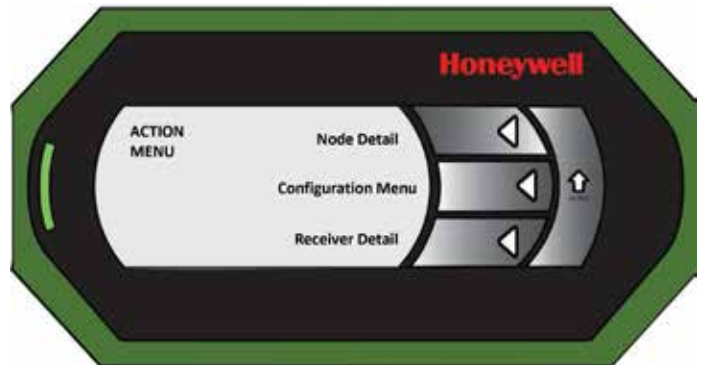 Honeywell
ACTION
MENU
Node Detail
Configuration Menu
Receiver Detail